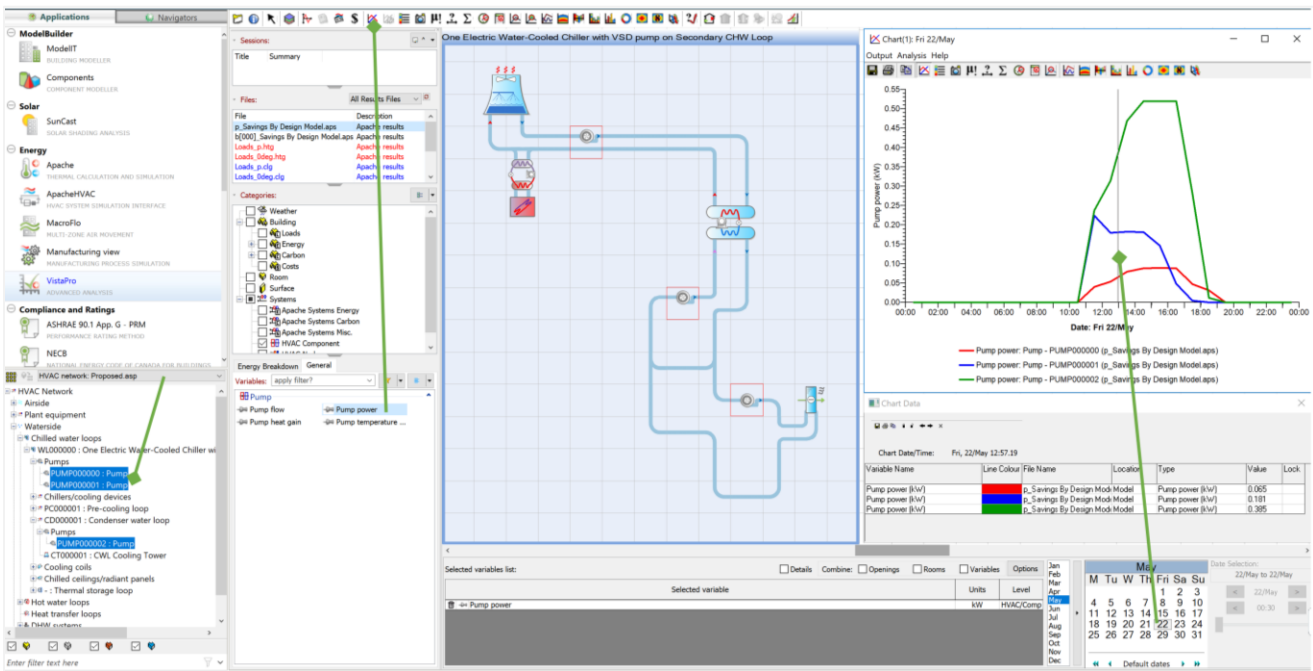 Applications
Navigators
ModelBuilder
ModelIT
BUILDING MODELLER
Components
COMPONENT MODELLER
Solar
SunCast
SOLAR SHADING ANALYSIS
Energy
Apache
THERMAL CALCULATION AND SIMULATION
ApacheHVAC
HVAC SYSTEM SIMULATION INTERFACE
MacroFlo
MULTI-ZONE AIR MOVEMENT
Manufacturing view
MANUFACTURING PROCESS SIMULATION
VistaPro
ADVANCED ANALYSIS
Compliance and Ratings
ASHRAE 90.1 App. G - PRM
PERFORMANCE RATING METHOD
NECB
NATIONAL ENERGY CODE OF CANADA FOR BUILDINGS
HVAC network: Proposed.asp
HVAC Network
Airside
Plant equipment
Waterside
Chilled water loops
WL000000 : One Electric Water-Cooled Chiller wi
Pumps
PUMP000000 : Pump
PUMP000001 : Pump
Chillers/cooling devices
PC000001 : Pre-cooling loop
CD000001 : Condenser water loop
Pumps
PUMP000002 : Pump
CT000001 : CWL Cooling Tower
Cooling coils
Chilled ceilings/radiant panels
- : Thermal storage loop
Hot water loops
Heat transfer loops
DHW systems
Enter filter text here
Sessions:
Title Summary
Files:
All Results Files
File Description
p_Savings By Design Model.aps Apache results
b[000]_Savings By Design Model.aps Apache results
Loads_p.htg Apache results
Loads_0deg.htg Apache results
Loads_p.clg Apache results
Loads_0deg.clg Apache results
Categories:
Weather
Building
Loads
Energy
Carbon
Costs
Room
Surface
Systems
Apache Systems Energy
Apache Systems Carbon
Apache Systems Misc.
HVAC Component
Energy Breakdown General
Variables: apply filter?
Pump
Pump flow Pump power
Pump heat gain Pump temperature ...
One Electric Water-Cooled Chiller with VSD pump on Secondary CHW Loop
Selected variables list:
Details Combine: Openings Rooms Variables Options
Selected variable Units Level
Pump power kW HVAC/Comp
Chart(1): Fri 22/May
Output Analysis Help
Pump power (kW)
0.55
0.50
0.45
0.40
0.35
0.30
0.25
0.20
0.15
0.10
0.05
0.00
00:00 02:00 04:00 06:00 08:00 10:00 12:00 14:00 16:00 18:00 20:00 22:00 00:00
Date: Fri 22/May
Pump power: Pump - PUMP000000 (p_Savings By Design Model.aps)
Pump power: Pump - PUMP000001 (p_Savings By Design Model.aps)
Pump power: Pump - PUMP000002 (p_Savings By Design Model.aps)
Chart Data
Chart Date/Time: Fri, 22/May 12:57.19
Variable Name Line Colour File Name Location Type Value Lock
Pump power (kW) p_Savings By Design Mod Model Pump power (kW) 0.065
Pump power (kW) p_Savings By Design Mod Model Pump power (kW) 0.181
Pump power (kW) p_Savings By Design Mod Model Pump power (kW) 0.385
Jan
Feb
Mar
Apr
May
Jun
Jul
Aug
Sep
Oct
Nov
Dec
May
M Tu W Th Fri Sa Su
1 2 3
4 5 6 7 8 9 10
11 12 13 14 15 16 17
18 19 20 21 22 23 24
25 26 27 28 29 30 31
Default dates
Date Selection:
22/May to 22/May
22/May
00:30